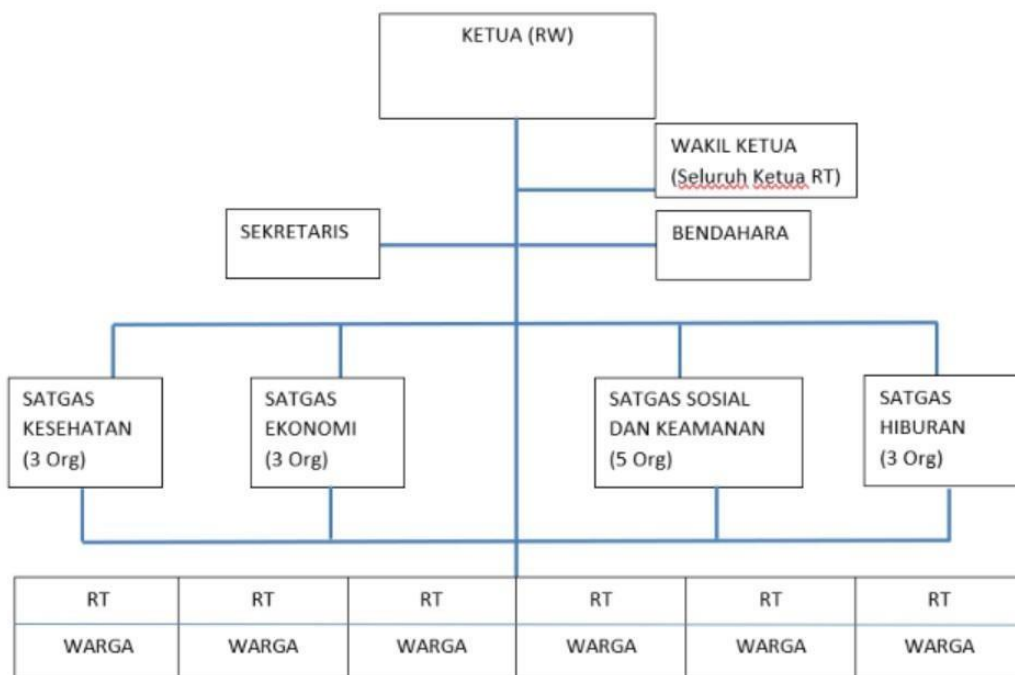 KETUA (RW)
WAKIL KETUA
(Seluruh Ketua RT)
SEKRETARIS
BENDAHARA
SATGAS
KESEHATAN
(3 Org)
SATGAS
EKONOMI
(3 Org)
SATGAS SOSIAL
DAN KEAMANAN
(5 Org)
SATGAS
HIBURAN
(3 Org)
RT RT RT RT RT RT
WARGA WARGA WARGA WARGA WARGA WARGA